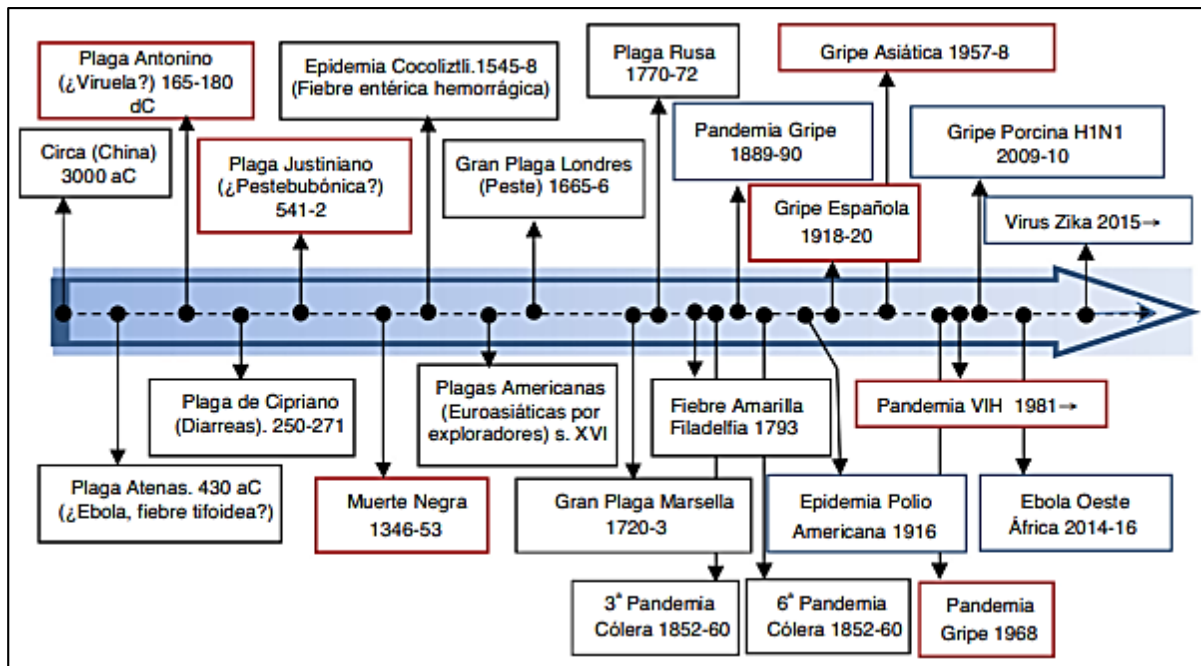 Plaga Antonino
(¿Viruela?) 165-180
dC
Epidemia Cocoliztli.1545-8
(Fiebre entérica hemorrágica)
Plaga Rusa
1770-72
Gripe Asiática 1957-8
Circa (China)
3000 aC
Plaga Justiniano
(¿Pestebubónica?)
541-2
Gran Plaga Londres
(Peste) 1665-6
Pandemia Gripe
1889-90
Gripe Española
1918-20
Gripe Porcina H1N1
2009-10
Virus Zika 2015→
Plaga de Cipriano
(Diarreas). 250-271
Plagas Americanas
(Euroasiáticas por
exploradores) s. XVI
Fiebre Amarilla
Filadelfia 1793
Pandemia VIH 1981→
Plaga Atenas. 430 aC
(¿Ebola, fiebre tifoidea?)
Muerte Negra
1346-53
Gran Plaga Marsella
1720-3
Epidemia Polio
Americana 1916
Ebola Oeste
África 2014-16
3ª Pandemia
Cólera 1852-60
6ª Pandemia
Cólera 1852-60
Pandemia
Gripe 1968